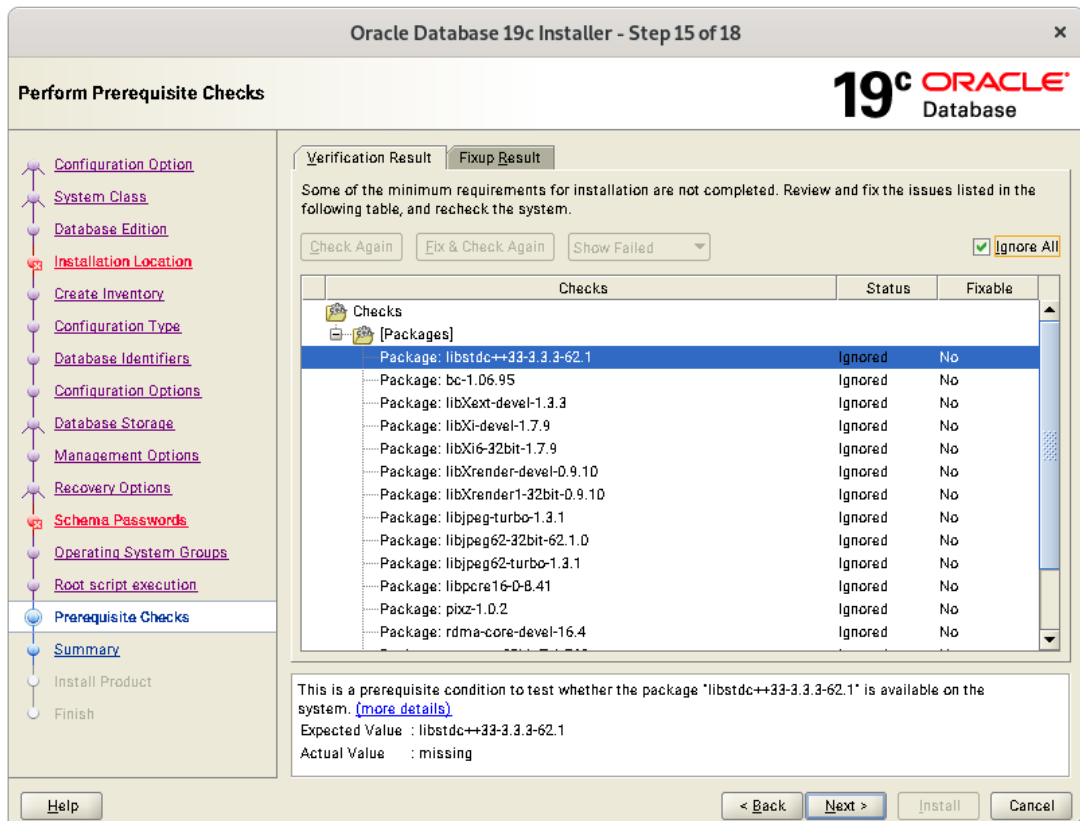 Oracle Database 19c Installer - Step 15 of 18
Perform Prerequisite Checks
19c ORACLE
Database
Configuration Option
System Class
Database Edition
Installation Location
Create Inventory
Configuration Type
Database Identifiers
Configuration Options
Database Storage
Management Options
Recovery Options
Schema Passwords
Operating System Groups
Root script execution
Prerequisite Checks
Summary
Install Product
Finish
Verification Result
Fixup Result
Some of the minimum requirements for installation are not completed. Review and fix the issues listed in the
following table, and recheck the system.
Check Again
Fix & Check Again
Show Failed
Ignore All
Checks Status Fixable
Checks
[Packages]
Package: libstdc++33-3.3.3-62.1 Ignored No
Package: bc-1.06.95 Ignored No
Package: libXext-devel-1.3.3 Ignored No
Package: libXi-devel-1.7.9 Ignored No
Package: libXi6-32bit-1.7.9 Ignored No
Package: libXrender-devel-0.9.10 Ignored No
Package: libXrender1-32bit-0.9.10 Ignored No
Package: libjpeg-turbo-1.3.1 Ignored No
Package: libjpeg62-32bit-62.1.0 Ignored No
Package: libjpeg62-turbo-1.3.1 Ignored No
Package: libpcre16-0-8.41 Ignored No
Package: pixz-1.0.2 Ignored No
Package: rdma-core-devel-16.4 Ignored No
This is a prerequisite condition to test whether the package "libstdc++33-3.3.3-62.1" is available on the
system. (more details)
Expected Value : libstdc++33-3.3.3-62.1
Actual Value : missing
Help
< Back
Next >
Install
Cancel